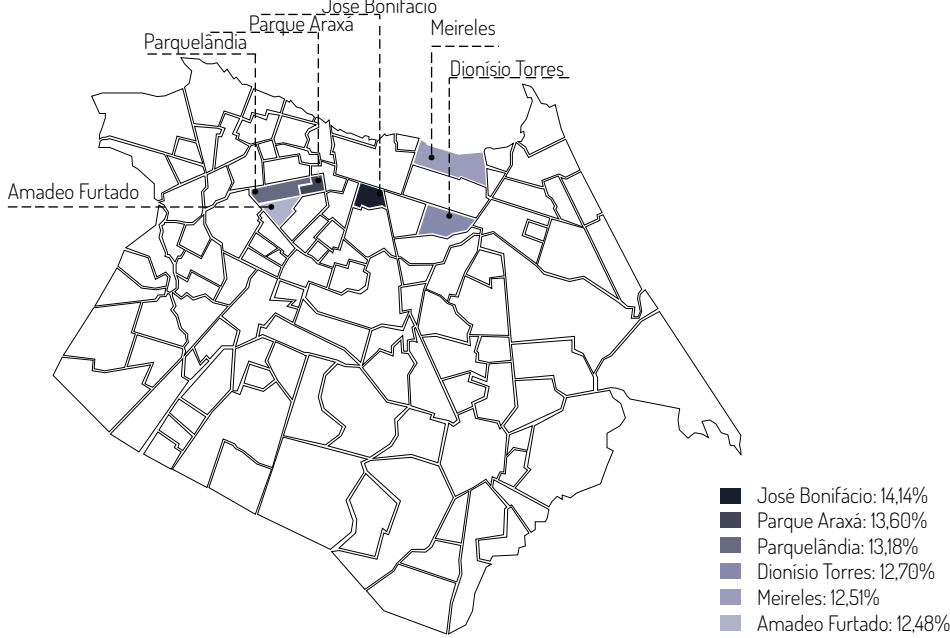 José Bonifácio
Parque Araxá
Meireles
Parquelândia
Dionísio Torres
Amadeo Furtado
José Bonifácio: 14,14%
Parque Araxá: 13,60%
Parquelândia: 13,18%
Dionísio Torres: 12,70%
Meireles: 12,51%
Amadeo Furtado: 12,48%